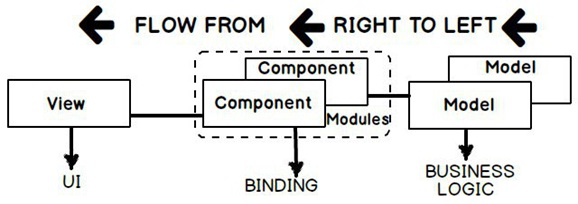 FLOW FROM RIGHT TO LEFT
Component
Model
View
Component
Model
Modules
UI
BINDING
BUSINESS
LOGIC